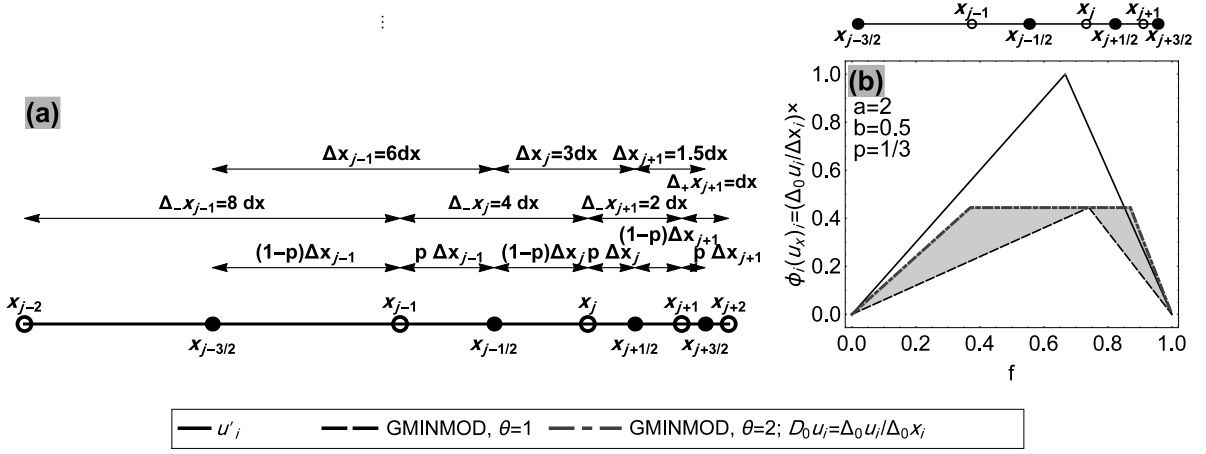 ⋮
(a)
Δx_{j−1}=6dx Δx_j=3dx Δx_{j+1}=1.5dx
Δ_+x_{j+1}=dx
Δ_−x_{j−1}=8 dx Δ_−x_j=4 dx Δ_−x_{j+1}=2 dx
(1−p)Δx_{j+1}
(1−p)Δx_{j−1} p Δx_{j−1} (1−p)Δx_j p Δx_j p Δx_{j+1}
x_{j−2} x_{j−1} x_j x_{j+1} x_{j+2}
x_{j−3/2} x_{j−1/2} x_{j+1/2} x_{j+3/2}
x_{j−1} x_j x_{j+1}
x_{j−3/2} x_{j−1/2} x_{j+1/2} x_{j+3/2}
(b)
a=2
b=0.5
p=1/3
ϕ_i(u_x)_i=(Δ_0u_i/Δx_i)×
1.0
0.8
0.6
0.4
0.2
0.0
0.0 0.2 0.4 0.6 0.8 1.0
f
u'_i GMINMOD, θ=1 GMINMOD, θ=2; D_0u_i=Δ_0u_i/Δ_0x_i